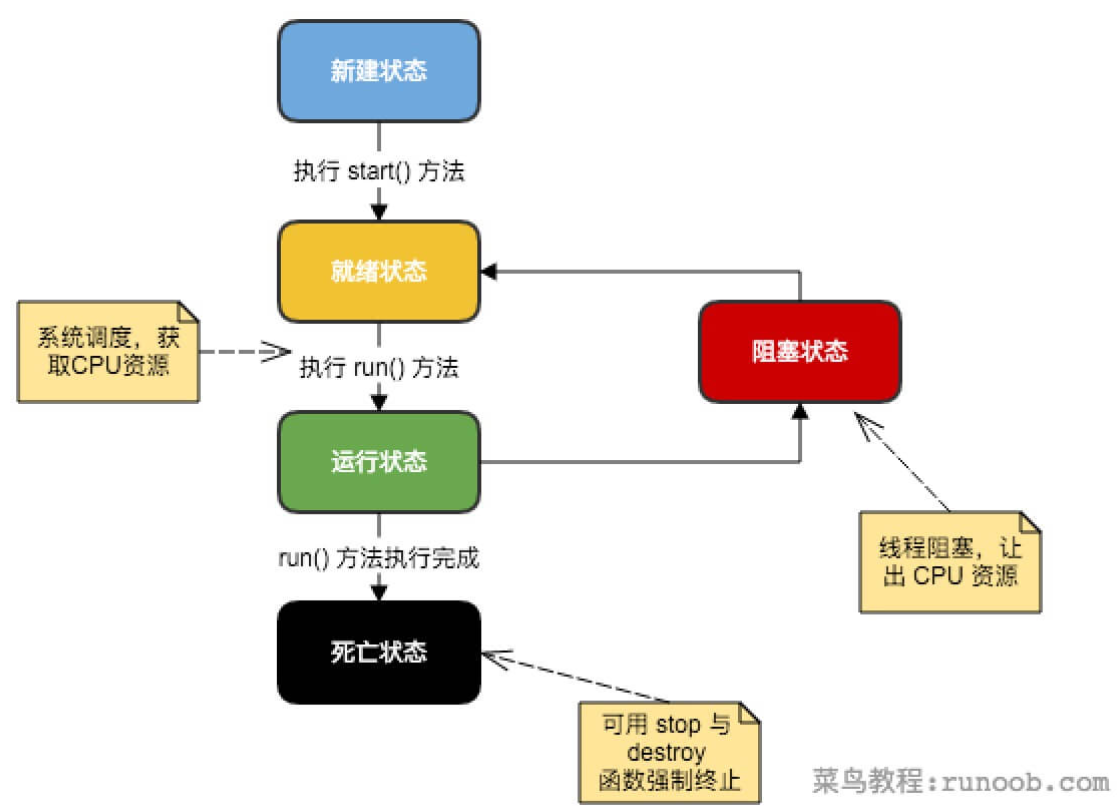 新建状态
执行 start() 方法
就绪状态
系统调度，获
取CPU资源
执行 run() 方法
阻塞状态
运行状态
run() 方法执行完成
线程阻塞，让
出 CPU 资源
死亡状态
可用 stop 与
destroy
函数强制终止
菜鸟教程:runoob.com